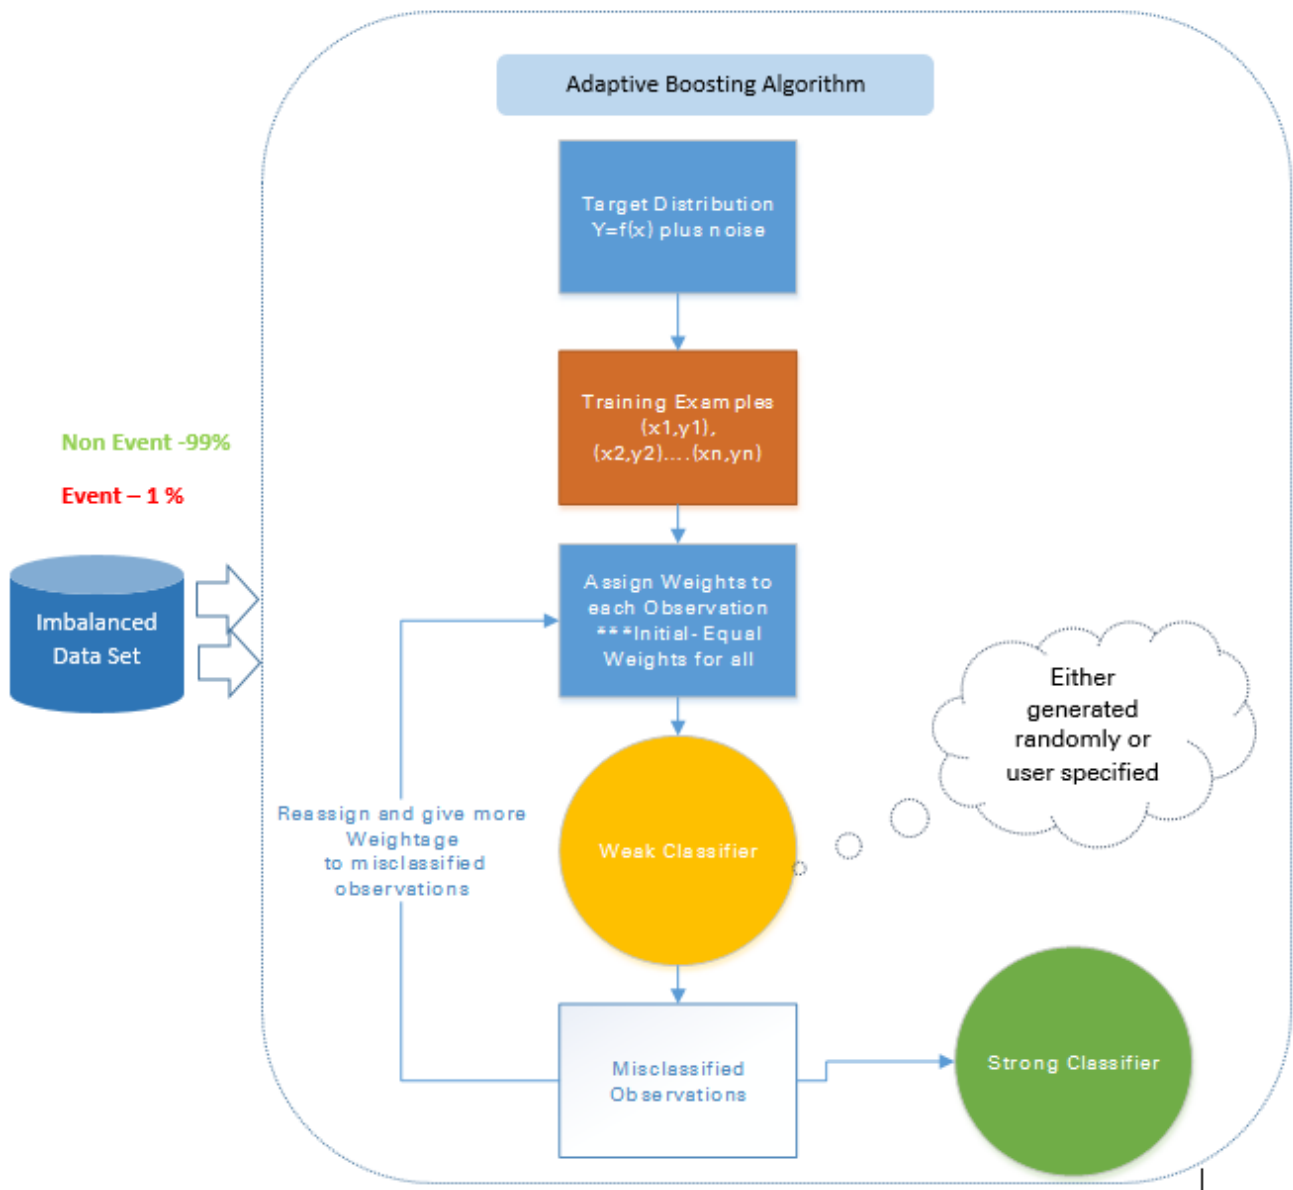 Adaptive Boosting Algorithm
Target Distribution
Y=f(x) plus noise
Training Examples
(x1,y1),
(x2,y2)....(xn,yn)
Non Event -99%
Event – 1 %
Imbalanced
Data Set
Assign Weights to
each Observation
***Initial- Equal
Weights for all
Either
generated
randomly or
user specified
Reassign and give more
Weightage
to misclassified
observations
Weak Classifier
Misclassified
Observations
Strong Classifier